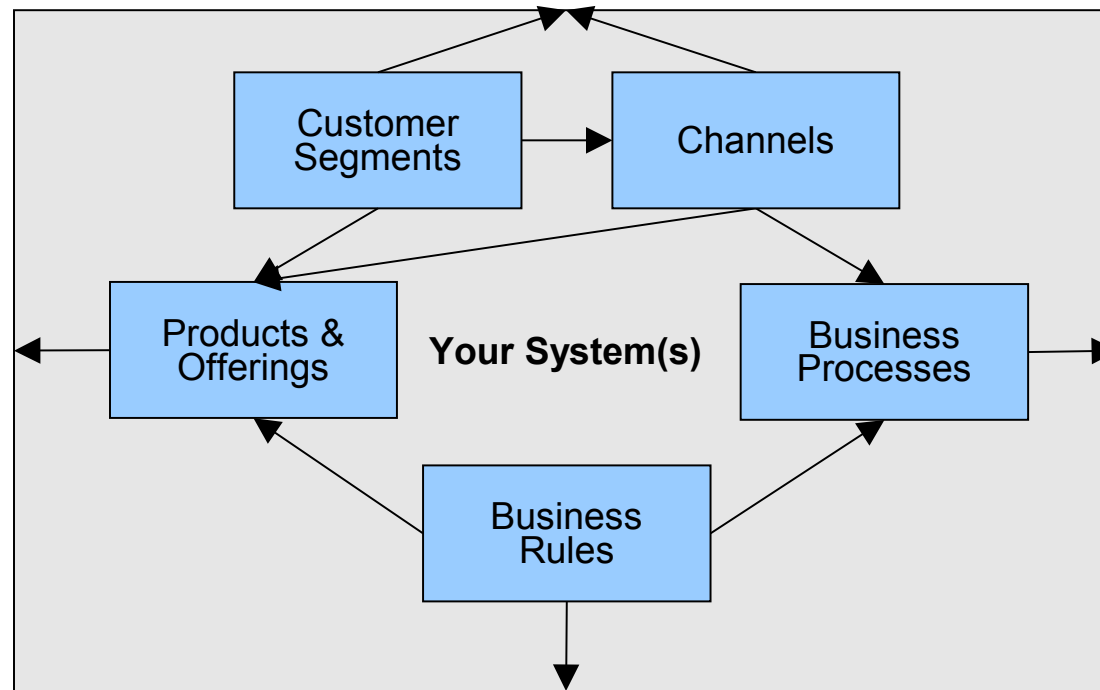 Customer
Segments
Channels
Products &
Offerings
Your System(s)
Business
Processes
Business
Rules